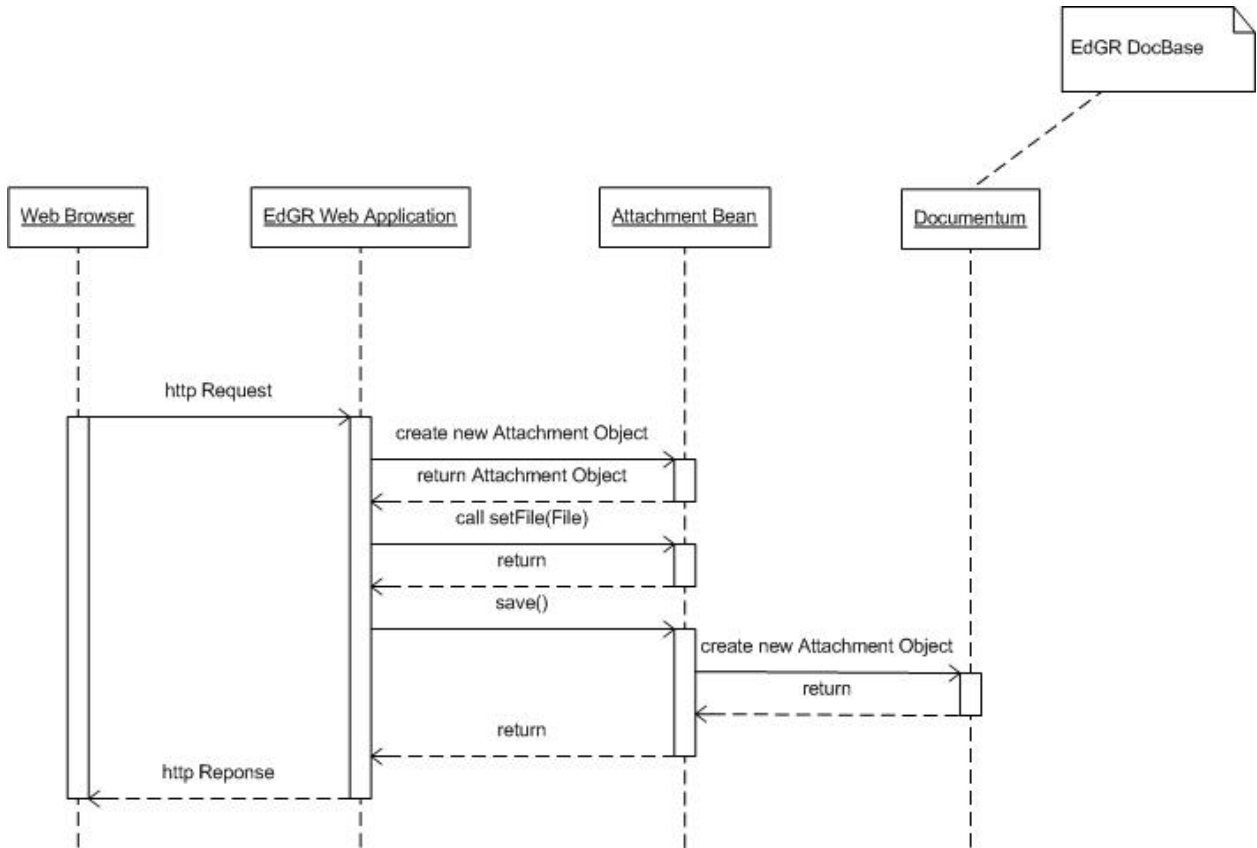 EdGR DocBase
Web Browser
EdGR Web Application
Attachment Bean
Documentum
http Request
create new Attachment Object
return Attachment Object
call setFile(File)
return
save()
create new Attachment Object
return
return
http Reponse